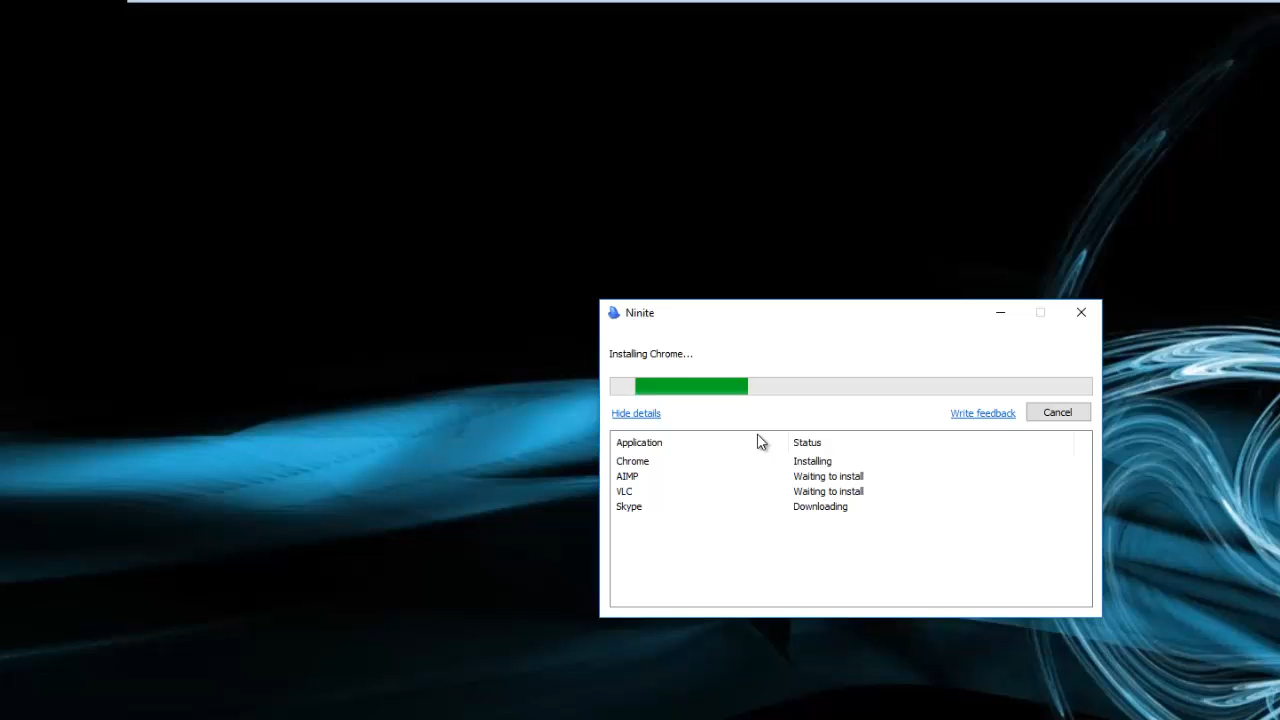 Ninite
Installing Chrome...
Hide details
Write feedback
Cancel
Application Status
Chrome Installing
AIMP Waiting to install
VLC Waiting to install
Skype Downloading